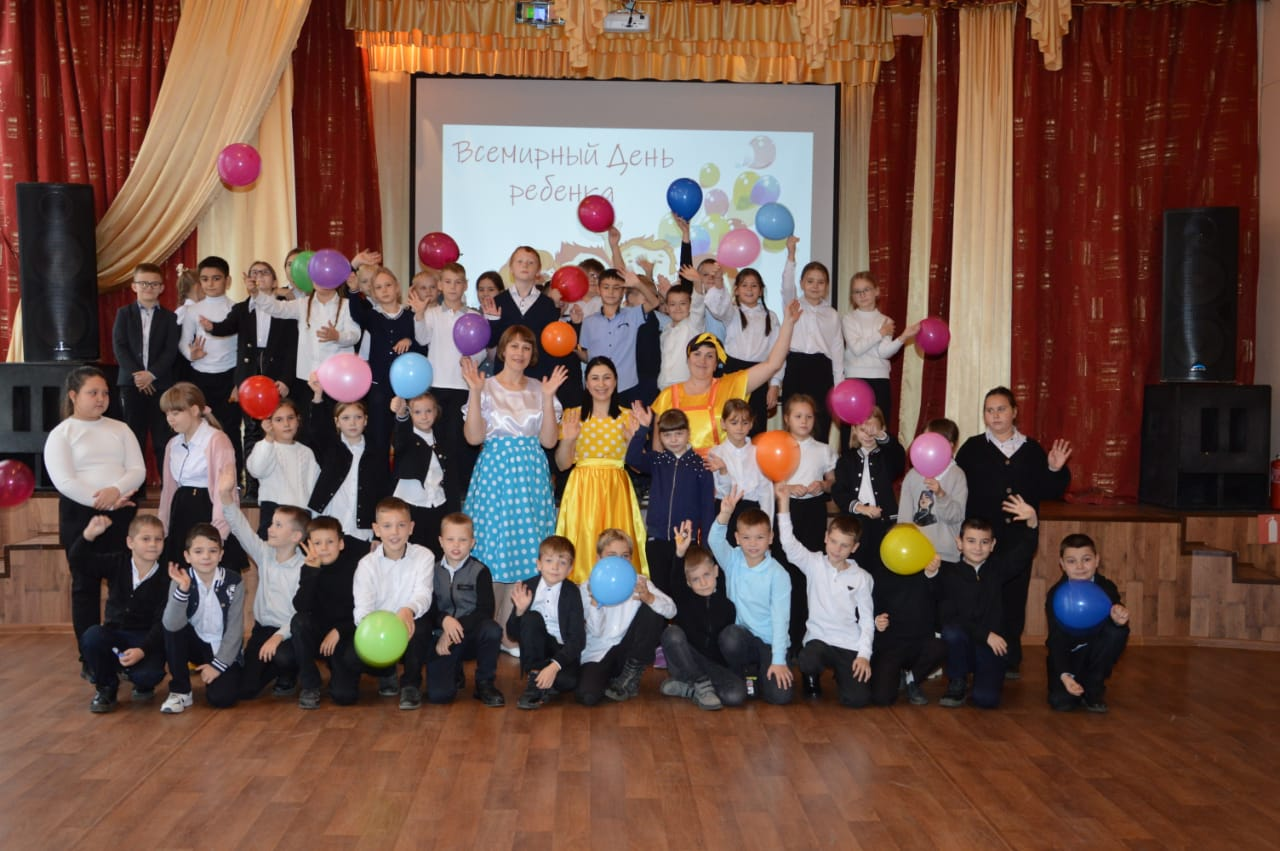 Всемирный День
ребенка